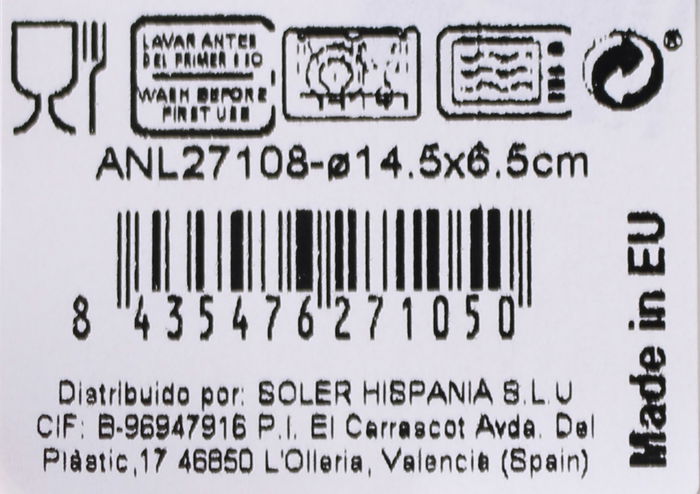 LAVAR ANTES
DEL PRIMER USO
WASH BEFORE
FIRST USE
®
ANL27108-ø14.5x6.5cm
8 435476 271050
Made in EU
Distribuido por: SOLER HISPANIA S.L.U
CIF: B-96947916 P.I. El Carrascot Avda. Del
Plàstic,17 46850 L'Olleria, Valencia (Spain)